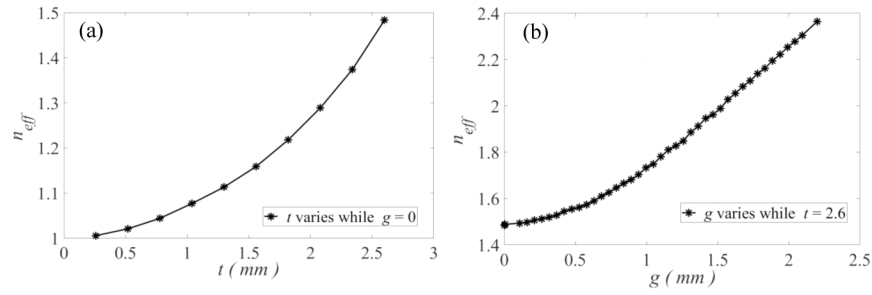 (a)
1.5
1.4
1.3
1.2
1.1
1
n_eff
0 0.5 1 1.5 2 2.5 3
t ( mm )
t varies while g = 0
(b)
2.4
2.2
2
1.8
1.6
1.4
n_eff
0 0.5 1 1.5 2 2.5
g ( mm )
g varies while t = 2.6